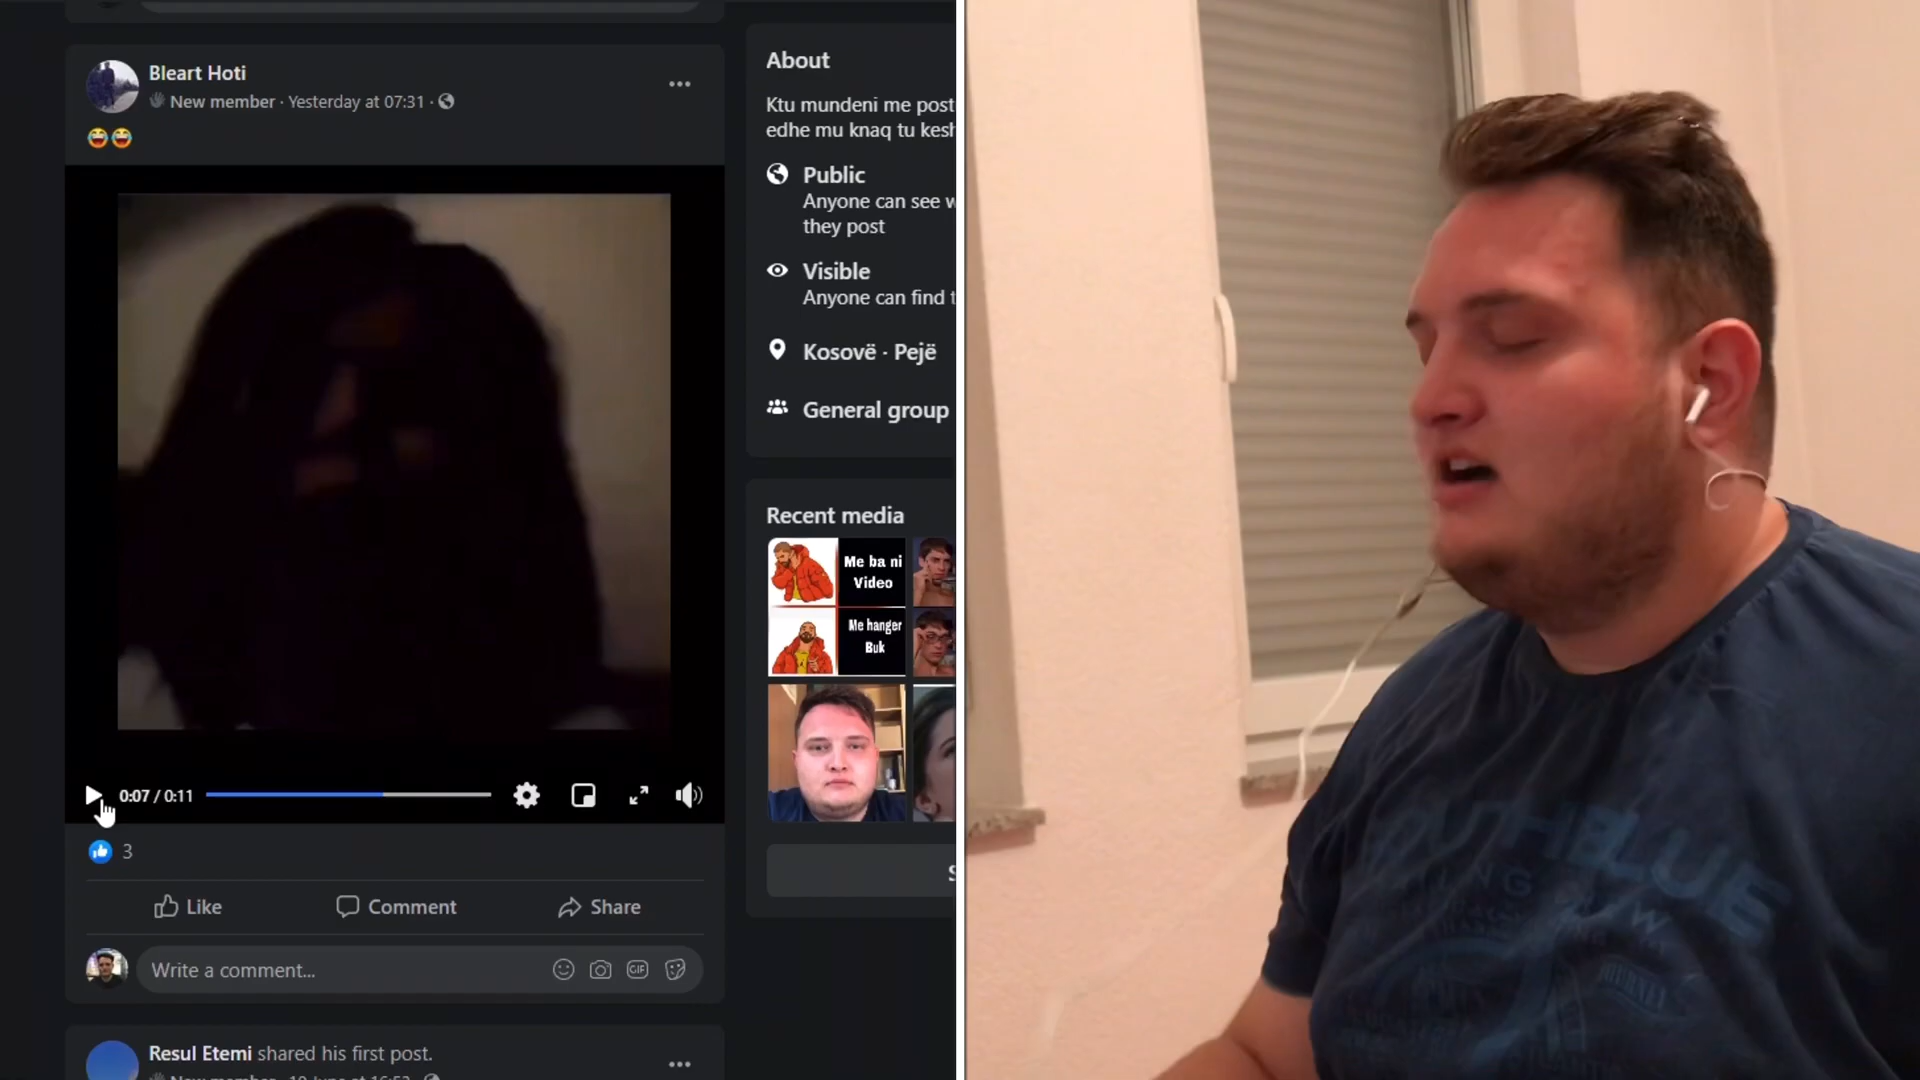 Bleart Hoti
New member · Yesterday at 07:31 ·
0:07 / 0:11
3
Like
Comment
Share
Write a comment...
GIF
Resul Etemi shared his first post.
About
Ktu mundeni me post
edhe mu knaq tu kesh
Public
Anyone can see w
they post
Visible
Anyone can find t
Kosovë · Pejë
General group
Recent media
Me ba ni
Video
Me hanger
Buk
S